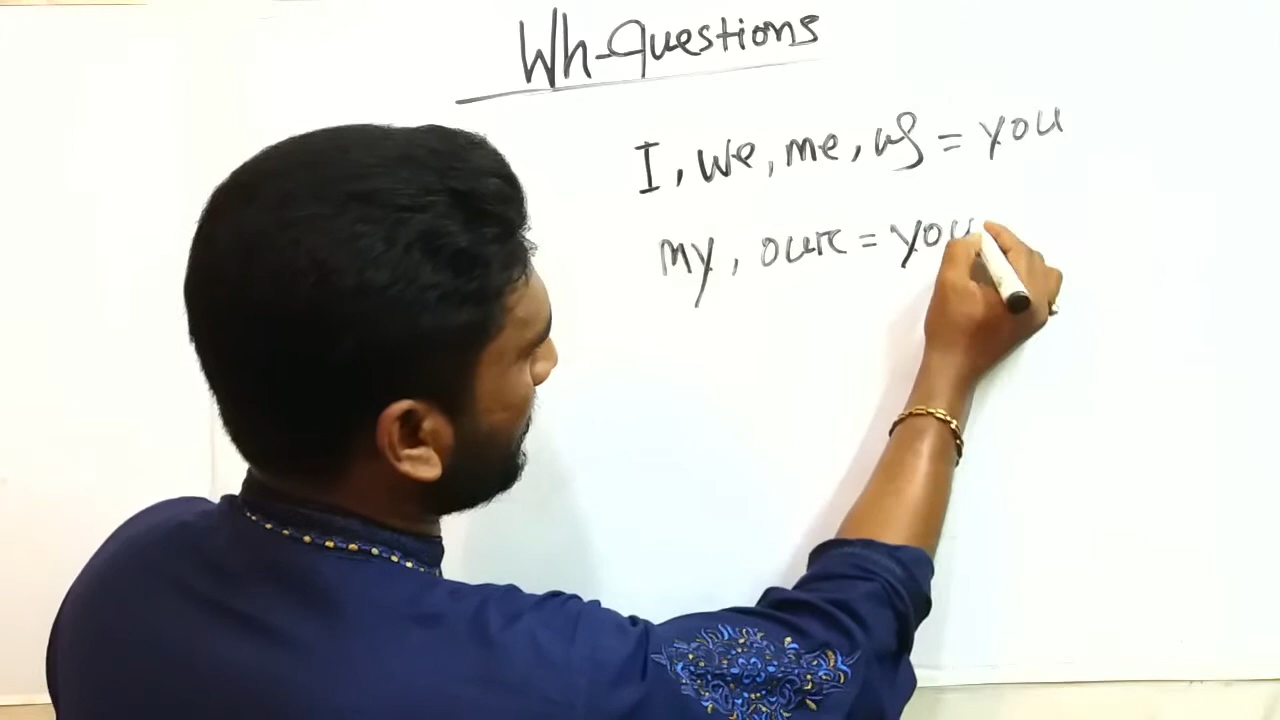 Wh-Questions
I, we, me, us = you
my, our = you